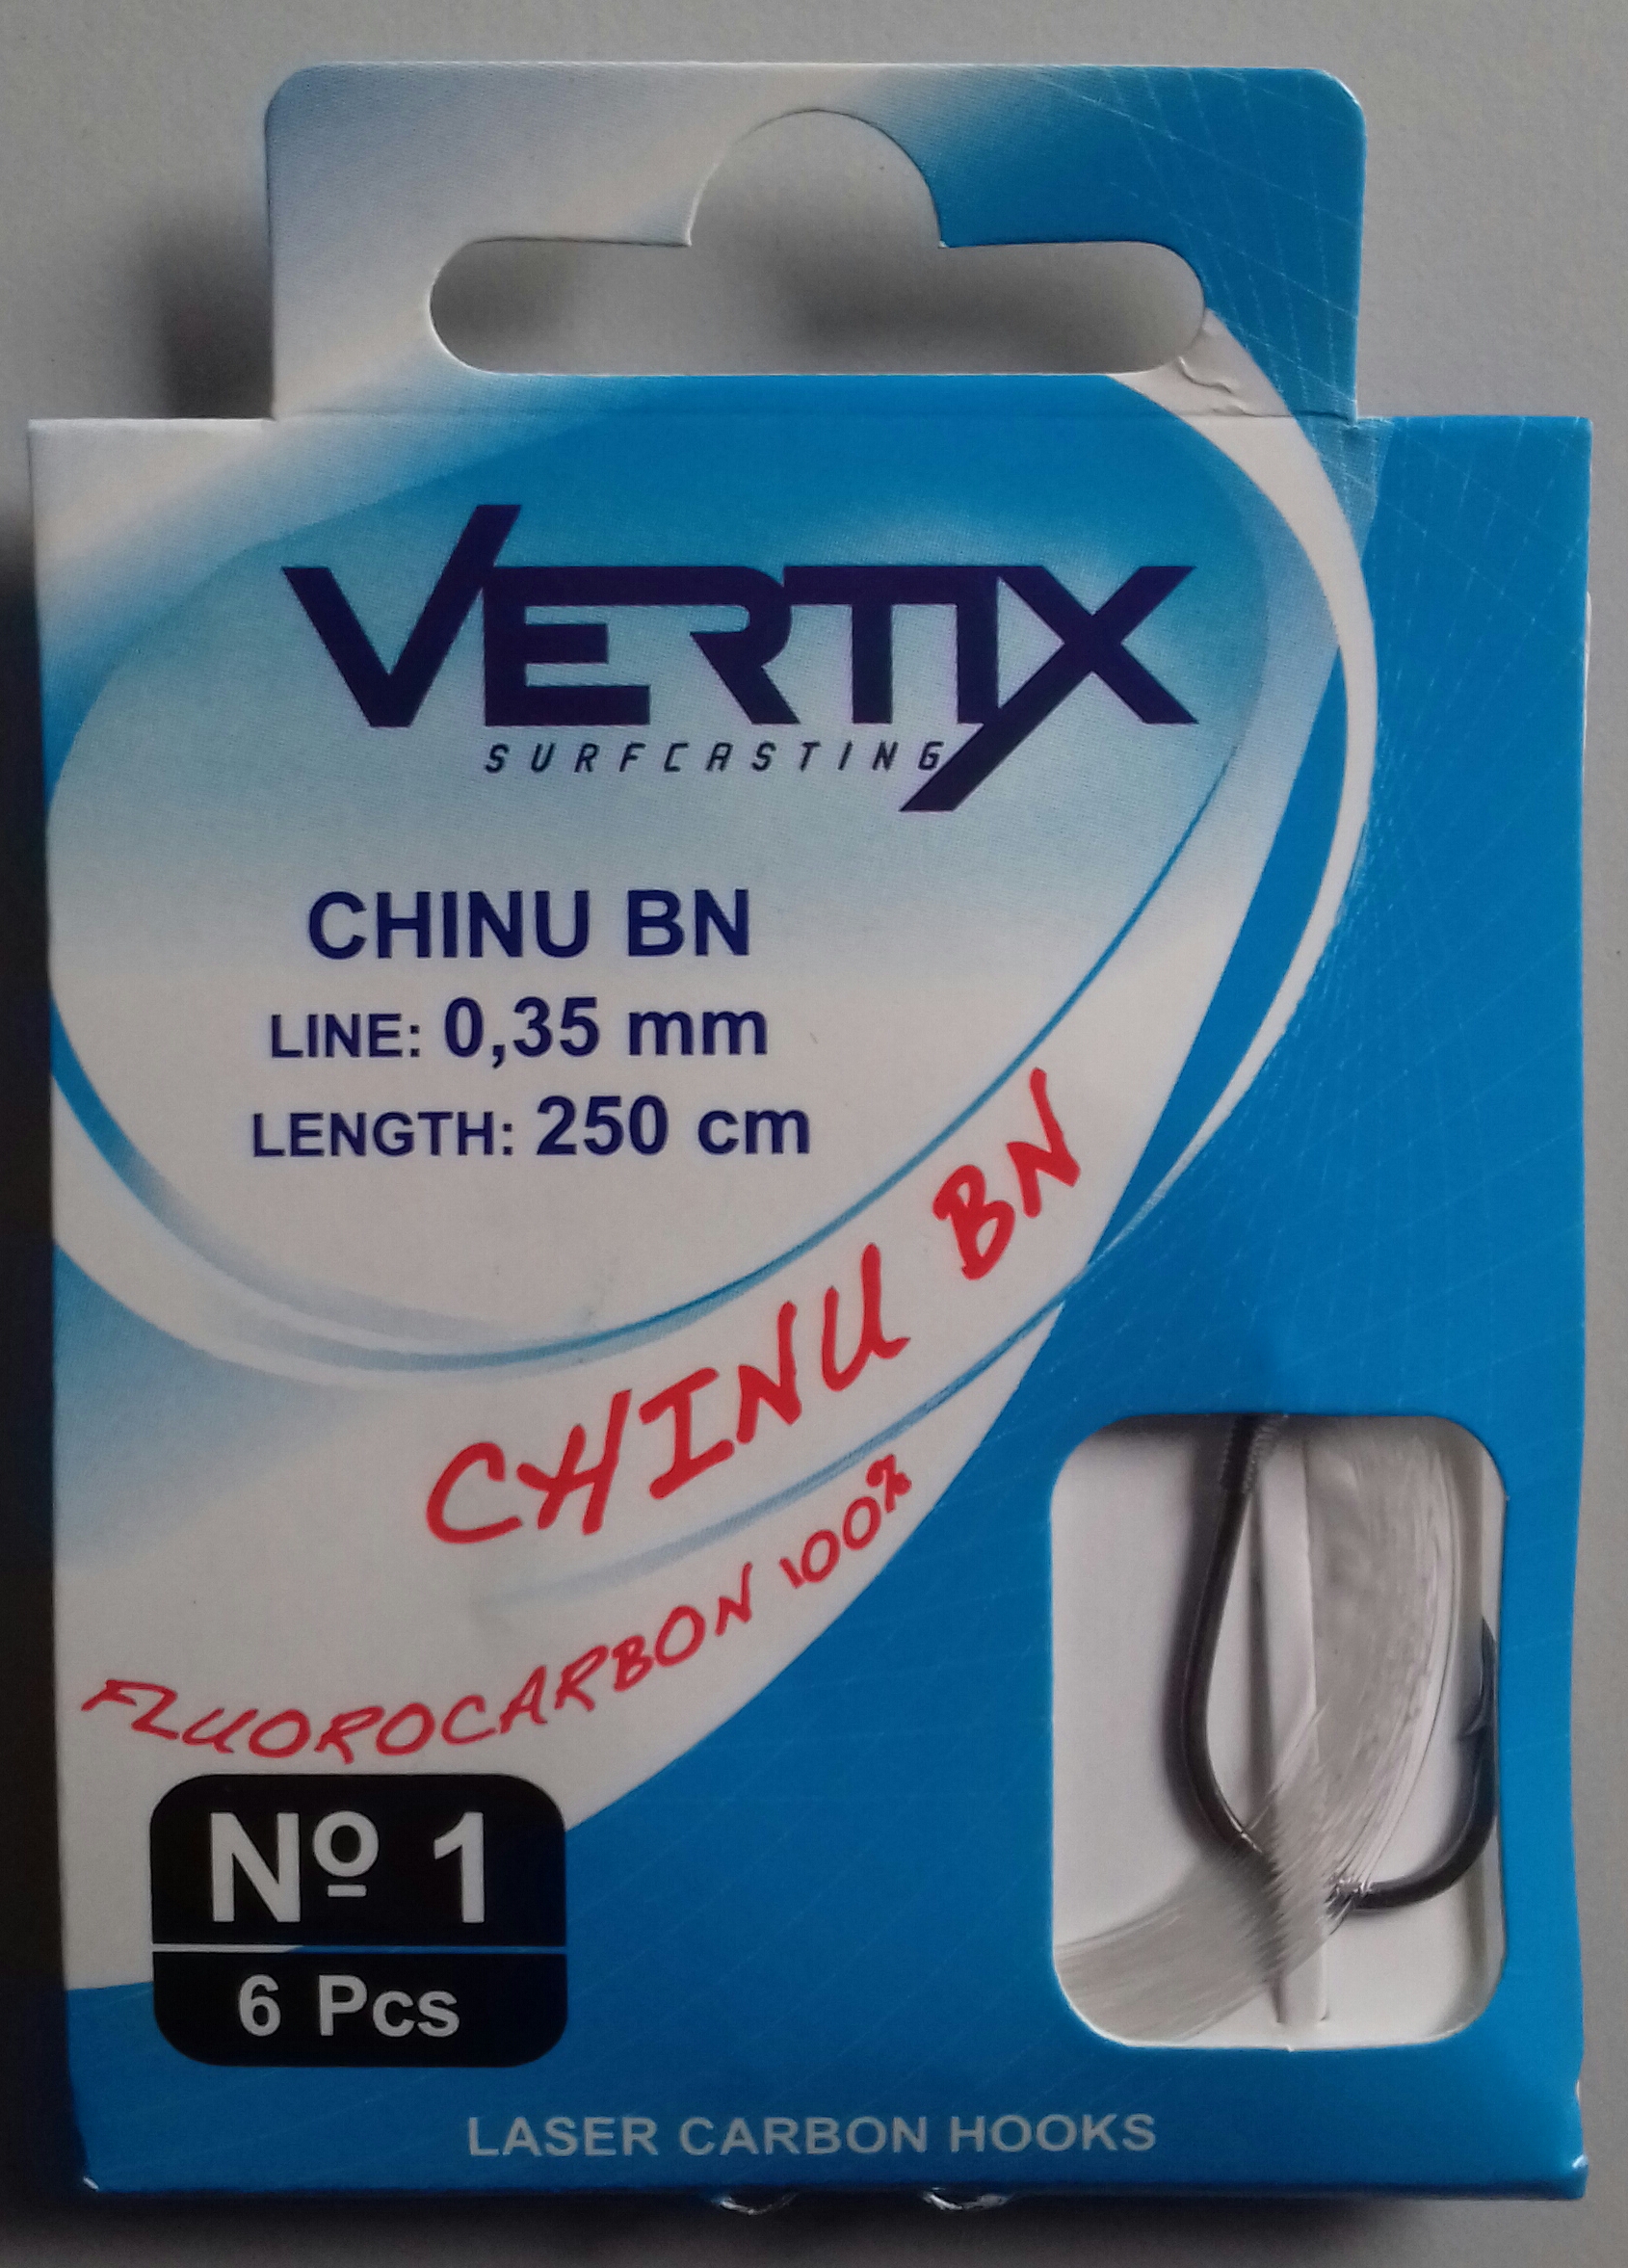 VERTIX
SURFCASTING
CHINU BN
LINE: 0,35 mm
LENGTH: 250 cm
CHINU BN
FLUOROCARBON 100%
Nº 1
6 Pcs
LASER CARBON HOOKS